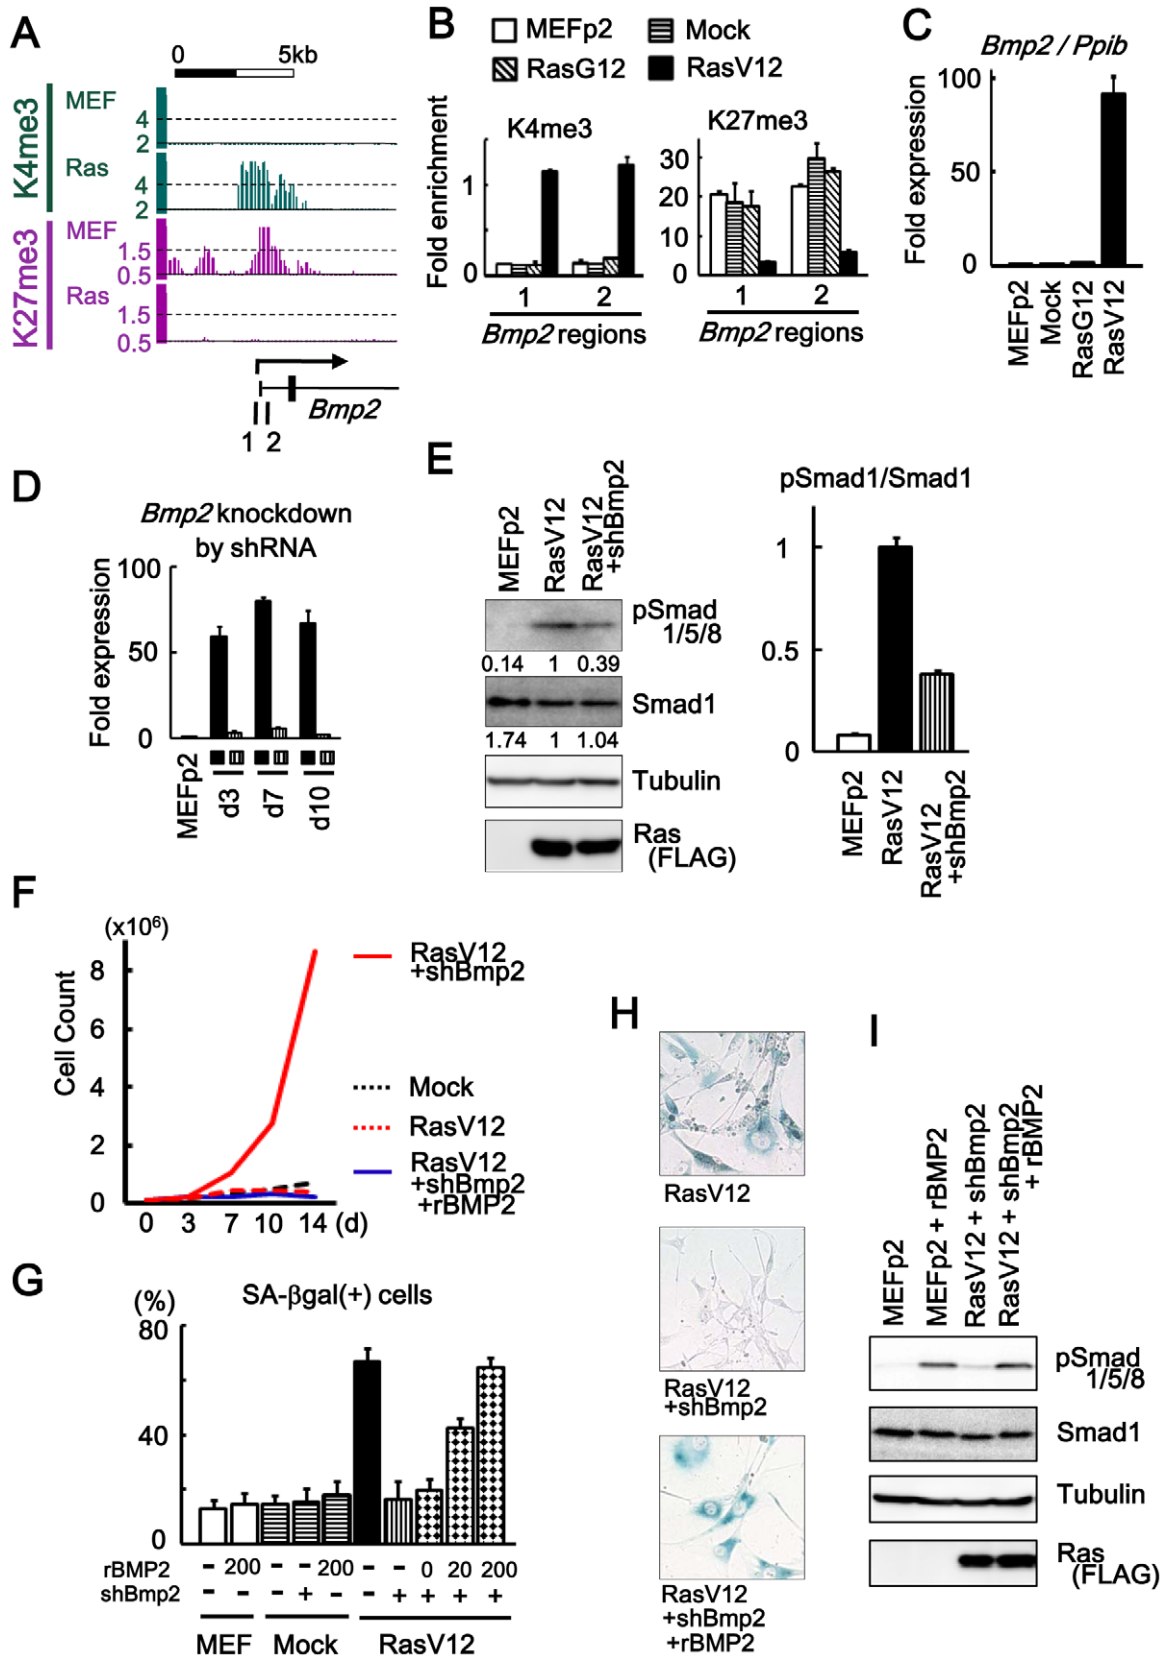 A
0 5kb
K4me3
MEF
4
2
Ras
4
2
K27me3
MEF
1.5
0.5
Ras
1.5
0.5
Bmp2
1 2
B
MEFp2 Mock
RasG12 RasV12
Fold enrichment
K4me3
1
0
1 2
Bmp2 regions
K27me3
30
20
10
0
1 2
Bmp2 regions
C
Bmp2 / Ppib
Fold expression
100
50
0
MEFp2
Mock
RasG12
RasV12
D
Bmp2 knockdown
by shRNA
Fold expression
100
50
0
MEFp2
d3
d7
d10
E
MEFp2
RasV12
RasV12
+shBmp2
pSmad
1/5/8
0.14 1 0.39
Smad1
1.74 1 1.04
Tubulin
Ras
(FLAG)
pSmad1/Smad1
1
0.5
0
MEFp2
RasV12
RasV12
+shBmp2
F
(x10⁶)
Cell Count
8
6
4
2
0
0 3 7 10 14 (d)
RasV12
+shBmp2
Mock
RasV12
RasV12
+shBmp2
+rBMP2
G
(%)
SA-βgal(+) cells
80
40
0
rBMP2 - 200 - - 200 - - 0 20 200
shBmp2 - - - + - - + + + +
MEF Mock RasV12
H
RasV12
RasV12
+shBmp2
RasV12
+shBmp2
+rBMP2
I
MEFp2
MEFp2 + rBMP2
RasV12 + shBmp2
RasV12 + shBmp2
+ rBMP2
pSmad
1/5/8
Smad1
Tubulin
Ras
(FLAG)